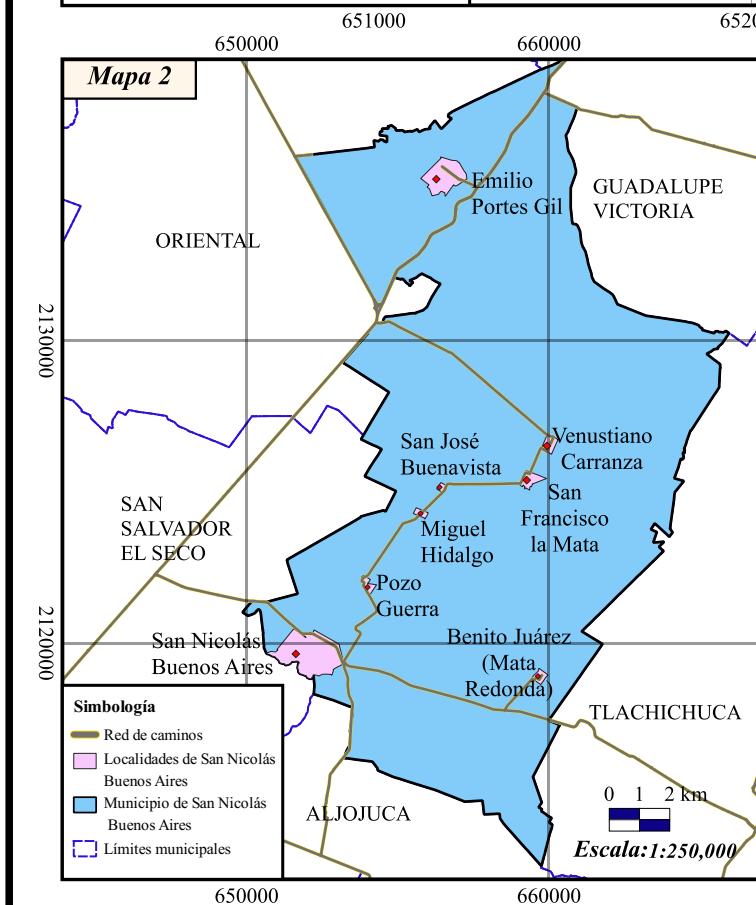 651000
6520
650000
660000
Mapa 2
Emilio
Portes Gil
GUADALUPE
VICTORIA
ORIENTAL
2130000
San José
Buenavista
Venustiano
Carranza
San
Francisco
la Mata
SAN
SALVADOR
EL SECO
Miguel
Hidalgo
Pozo
Guerra
2120000
San Nicolás
Buenos Aires
Benito Juárez
(Mata
Redonda)
Simbología
Red de caminos
Localidades de San Nicolás
Buenos Aires
Municipio de San Nicolás
Buenos Aires
Límites municipales
TLACHICHUCA
ALJOJUCA
0 1 2 km
Escala:1:250,000
650000
660000